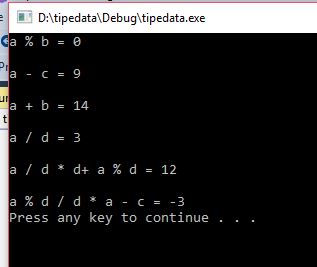 D:\tipedata\Debug\tipedata.exe
a % b = 0
a - c = 9
a + b = 14
a / d = 3
a / d * d+ a % d = 12
a % d / d * a - c = -3
Press any key to continue . . .